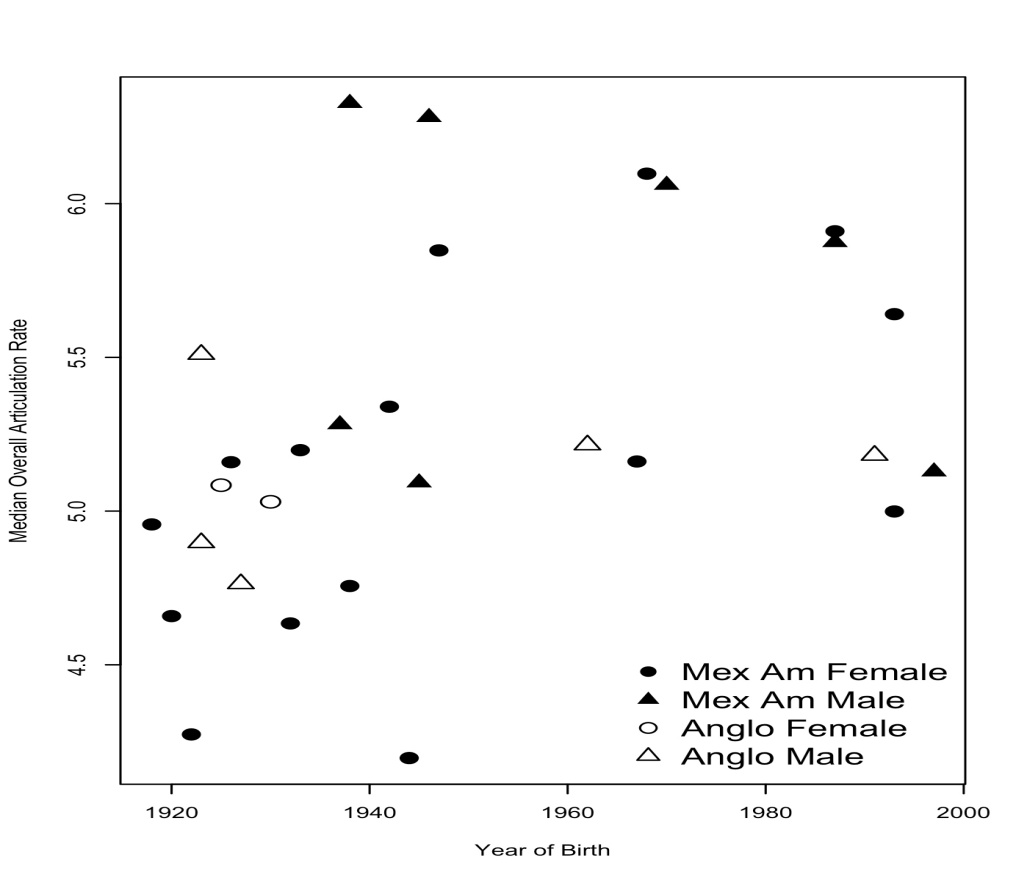 Median Overall Articulation Rate
6.0
5.5
5.0
4.5
Mex Am Female
Mex Am Male
Anglo Female
Anglo Male
1920 1940 1960 1980 2000
Year of Birth